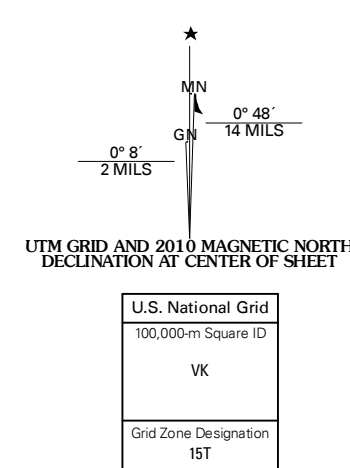 ★
MN
0° 48´
14 MILS
GN
0° 8´
2 MILS
UTM GRID AND 2010 MAGNETIC NORTH
DECLINATION AT CENTER OF SHEET
U.S. National Grid
100,000-m Square ID
VK
Grid Zone Designation
15T